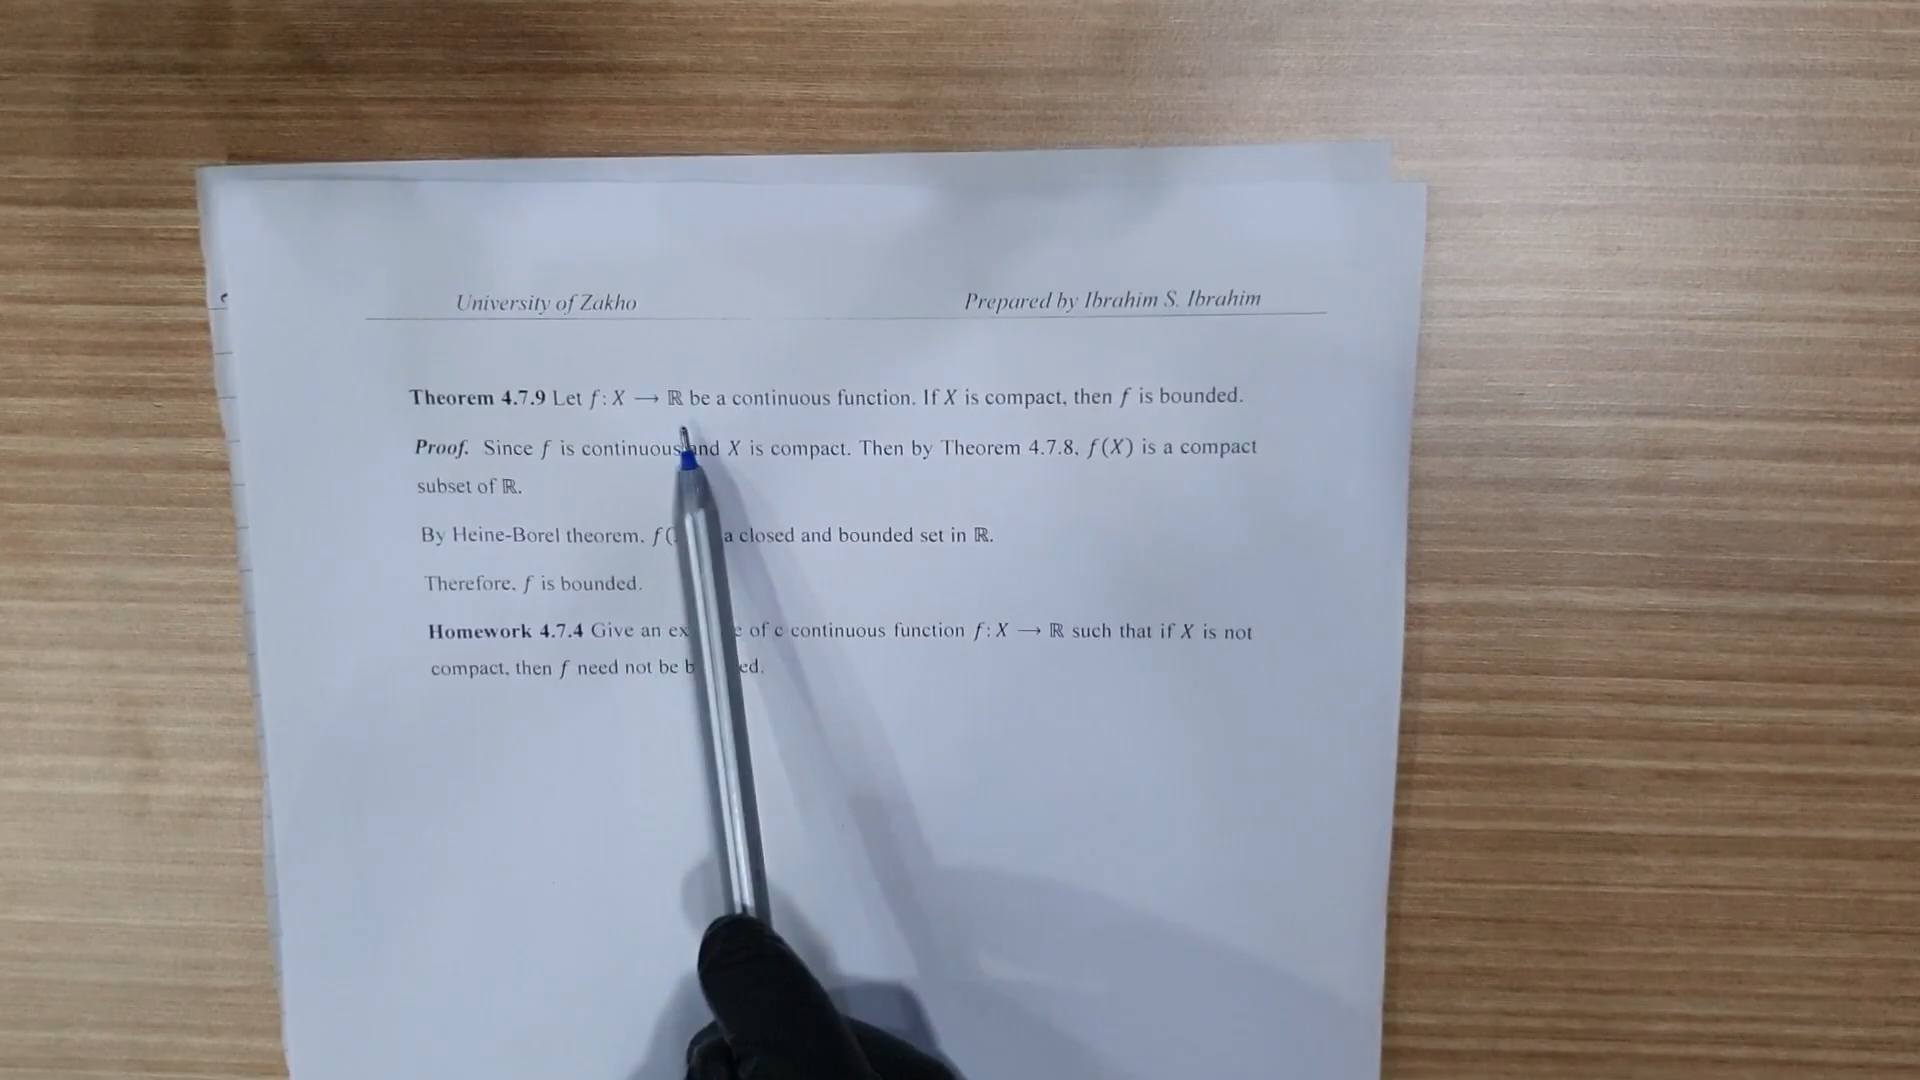 University of Zakho Prepared by Ibrahim S. Ibrahim
Theorem 4.7.9 Let f: X → ℝ be a continuous function. If X is compact, then f is bounded.
Proof. Since f is continuous and X is compact. Then by Theorem 4.7.8, f(X) is a compact
subset of ℝ.
By Heine-Borel theorem, f( a closed and bounded set in ℝ.
Therefore, f is bounded.
Homework 4.7.4 Give an of c continuous function f: X → ℝ such that if X is not
compact, then f need not be